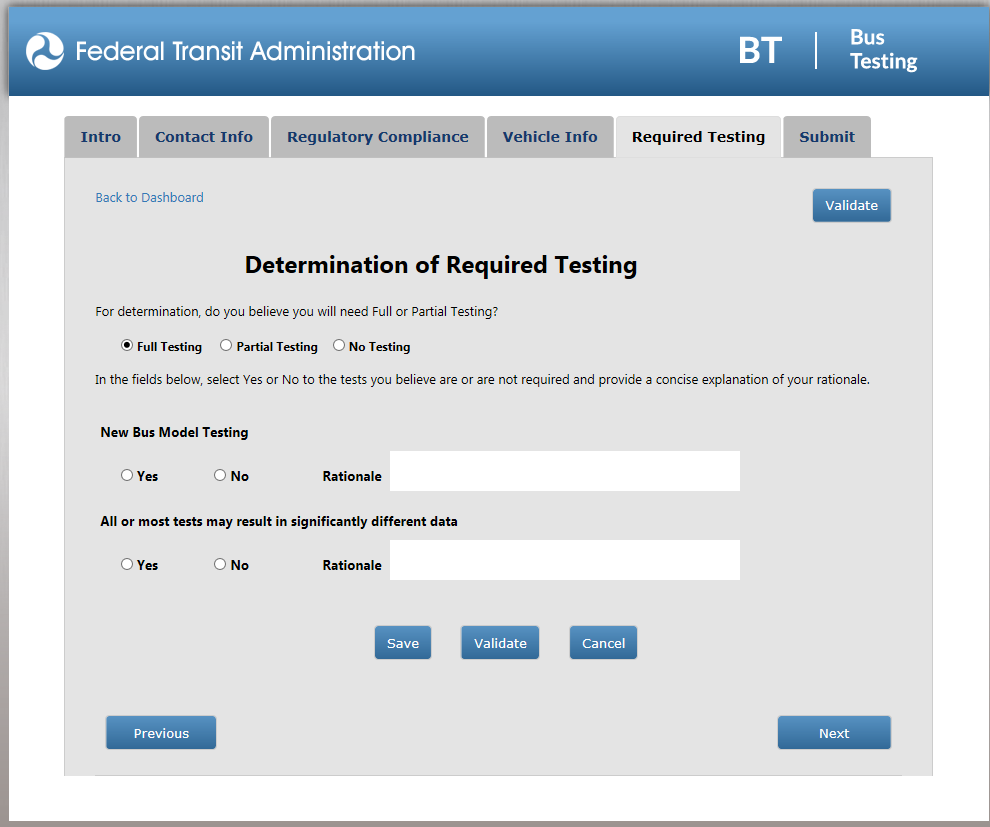 Federal Transit Administration
BT
Bus
Testing
Intro
Contact Info
Regulatory Compliance
Vehicle Info
Required Testing
Submit
Back to Dashboard
Validate
Determination of Required Testing
For determination, do you believe you will need Full or Partial Testing?
Full Testing Partial Testing No Testing
In the fields below, select Yes or No to the tests you believe are or are not required and provide a concise explanation of your rationale.
New Bus Model Testing
Yes No Rationale
All or most tests may result in significantly different data
Yes No Rationale
Save Validate Cancel
Previous Next